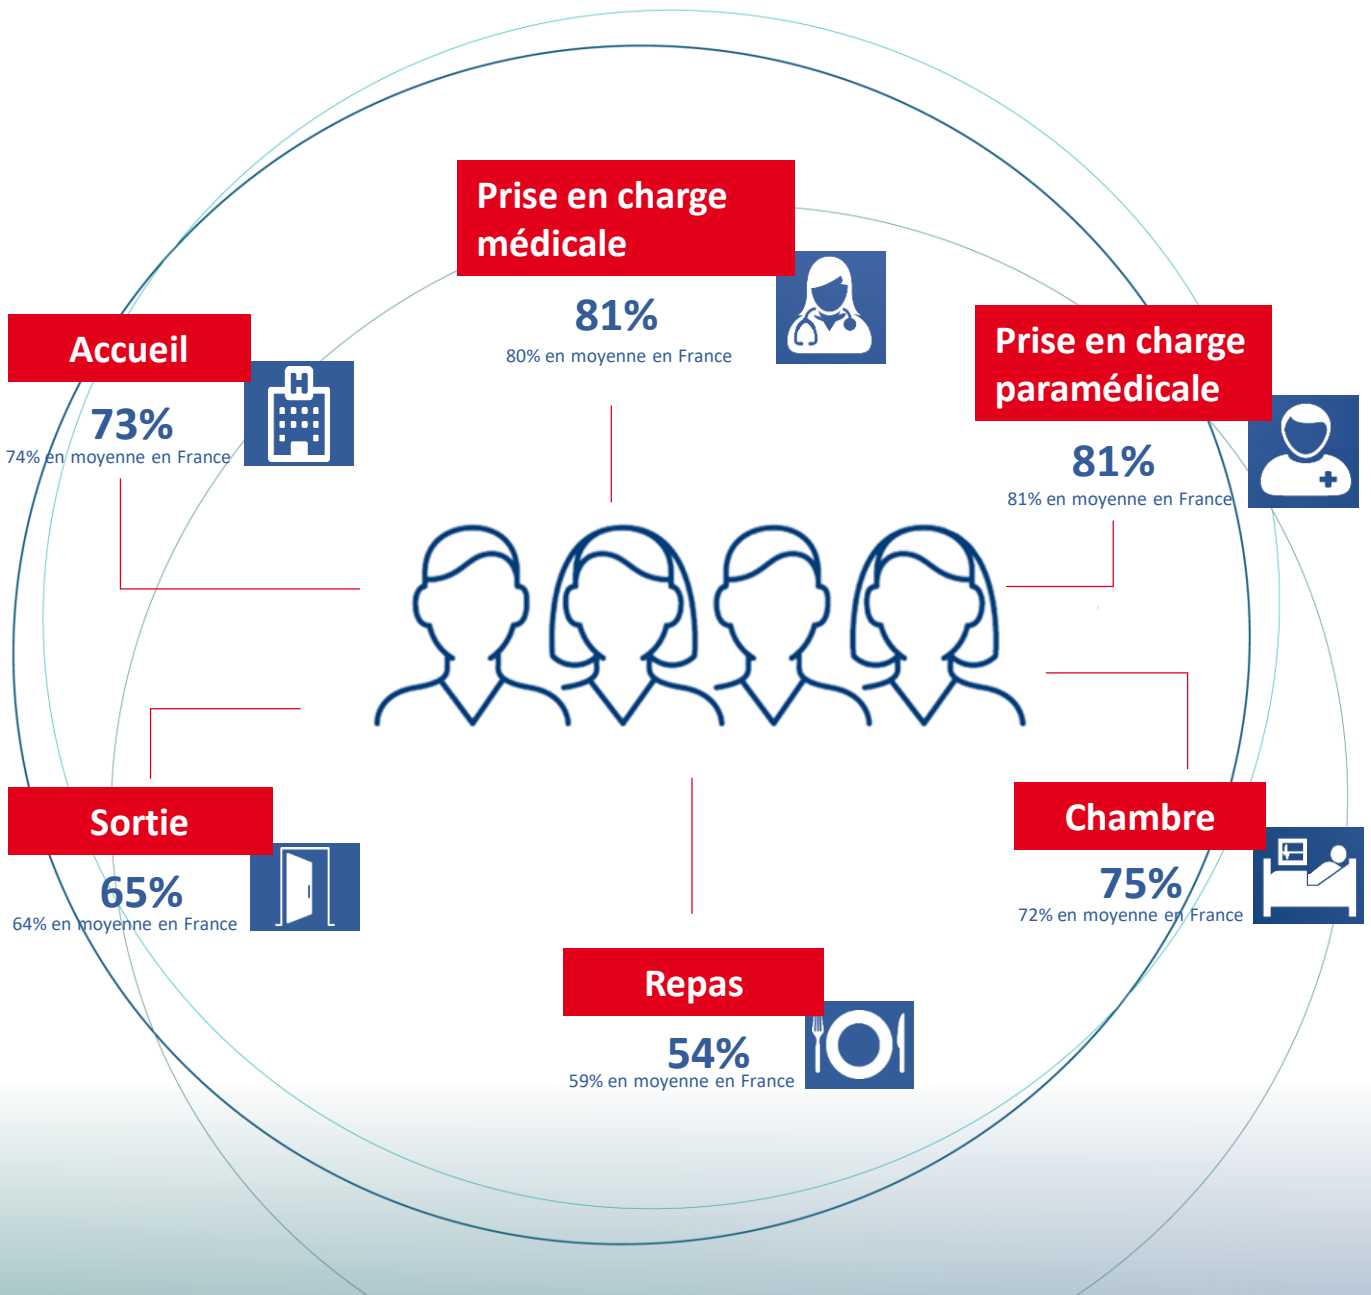 Prise en charge
médicale
81%
80% en moyenne en France
Accueil
73%
74% en moyenne en France
Prise en charge
paramédicale
81%
81% en moyenne en France
H
Sortie
65%
64% en moyenne en France
Chambre
75%
72% en moyenne en France
Repas
54%
59% en moyenne en France